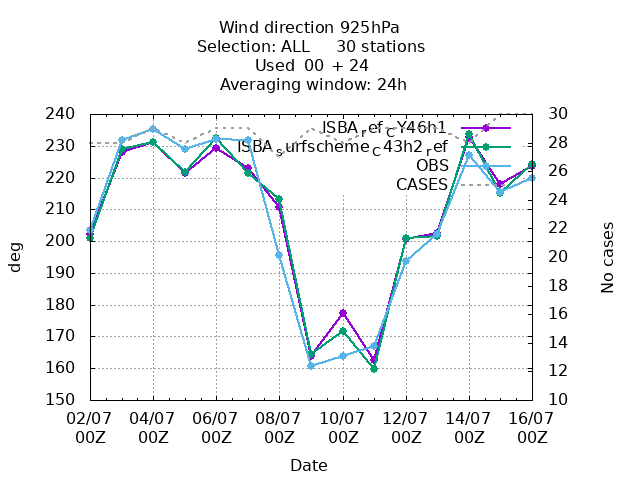 Wind direction 925hPa
Selection: ALL 30 stations
Used 00 + 24
Averaging window: 24h
240 30
230 28
220 26
210 24
200 22
190 20
180 18
170 16
160 14
150 12
10
deg
No cases
ISBA_ref-Y46h1
ISBA_surfscheme_C43h2_ref
OBS
CASES
02/07 04/07 06/07 08/07 10/07 12/07 14/07 16/07
00Z 00Z 00Z 00Z 00Z 00Z 00Z 00Z
Date